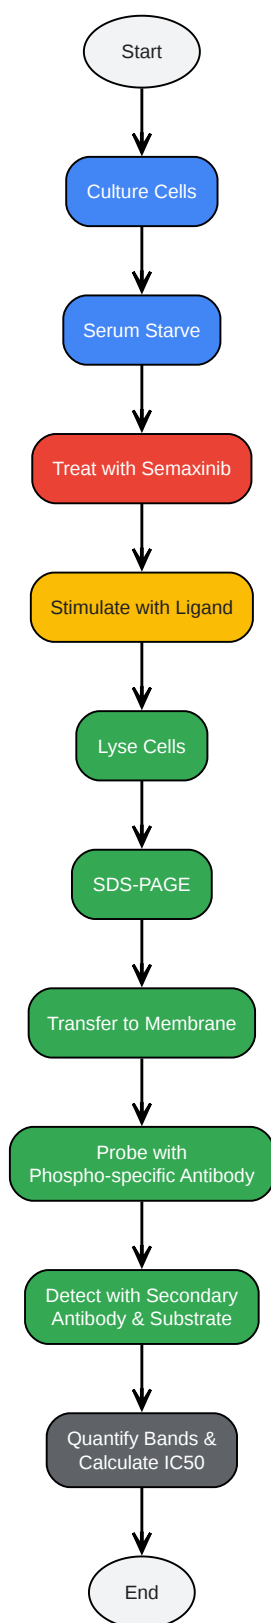 Start
Culture Cells
Serum Starve
Treat with Semaxinib
Stimulate with Ligand
Lyse Cells
SDS-PAGE
Transfer to Membrane
Probe with
Phospho-specific Antibody
Detect with Secondary
Antibody & Substrate
Quantify Bands &
Calculate IC50
End